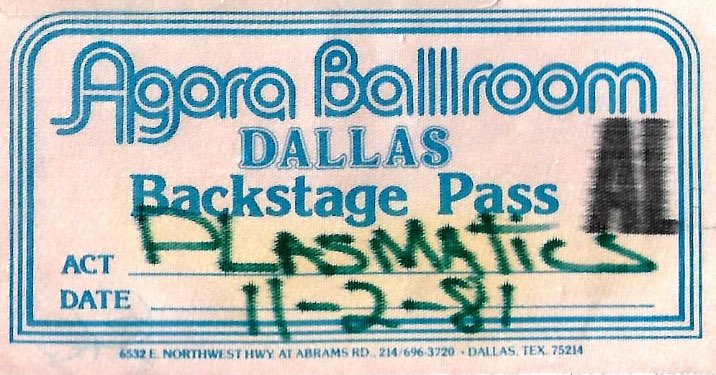 Agora Ballroom
DALLAS
Backstage Pass
AL
ACT PLASMATICS
DATE 11-2-81
6532 E. NORTHWEST HWY. AT ABRAMS RD., 214/696-3720 • DALLAS, TEX. 75214